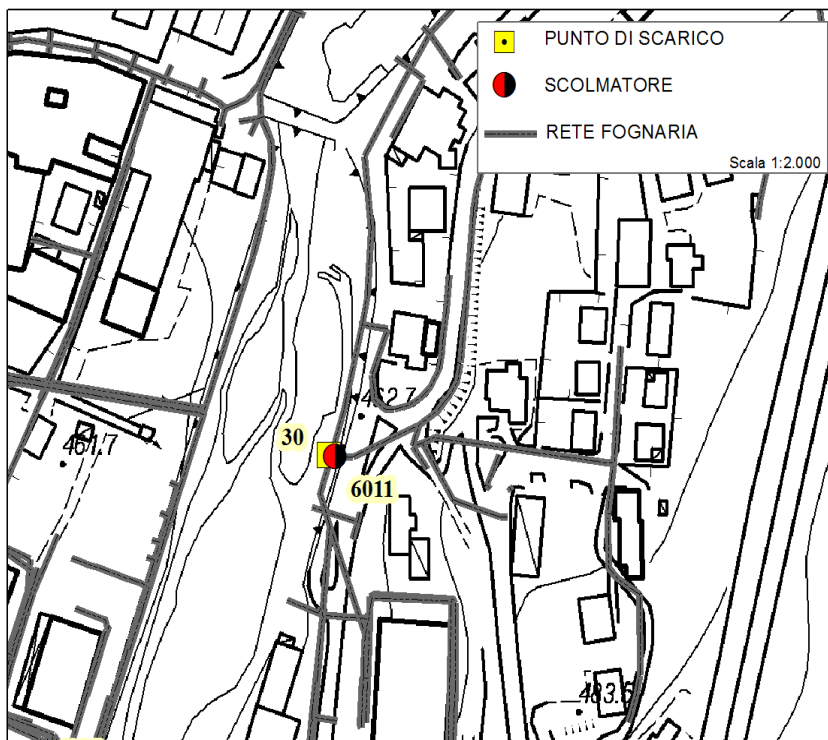 PUNTO DI SCARICO
SCOLMATORE
RETE FOGNARIA
Scala 1:2.000
462.7
30
461.7
6011
483.5